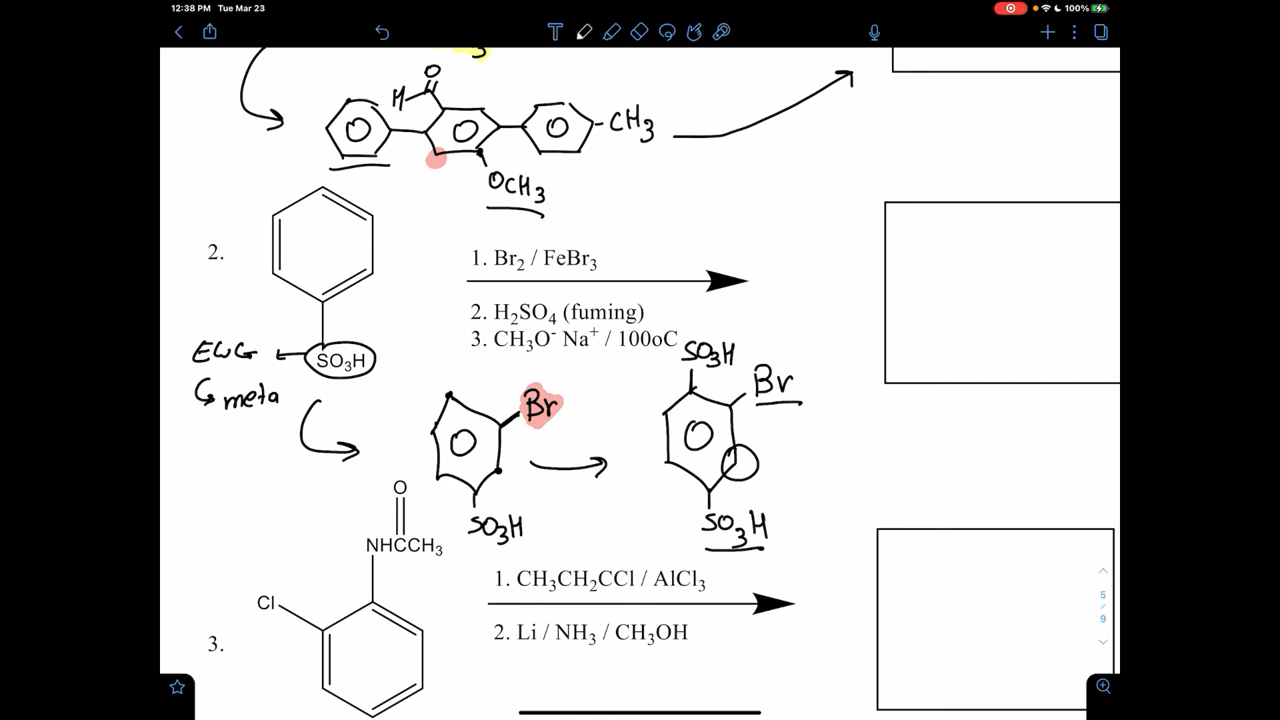 12:38 PM Tue Mar 23
100%
T
H
O
CH3
OCH3
2.
1. Br2 / FeBr3
2. H2SO4 (fuming)
3. CH3O- Na+ / 100oC
SO3H
EWG
meta
Br
SO3H
SO3H
Br
SO3H
O
NHCCH3
Cl
3.
1. CH3CH2CCl / AlCl3
2. Li / NH3 / CH3OH
5
/
9